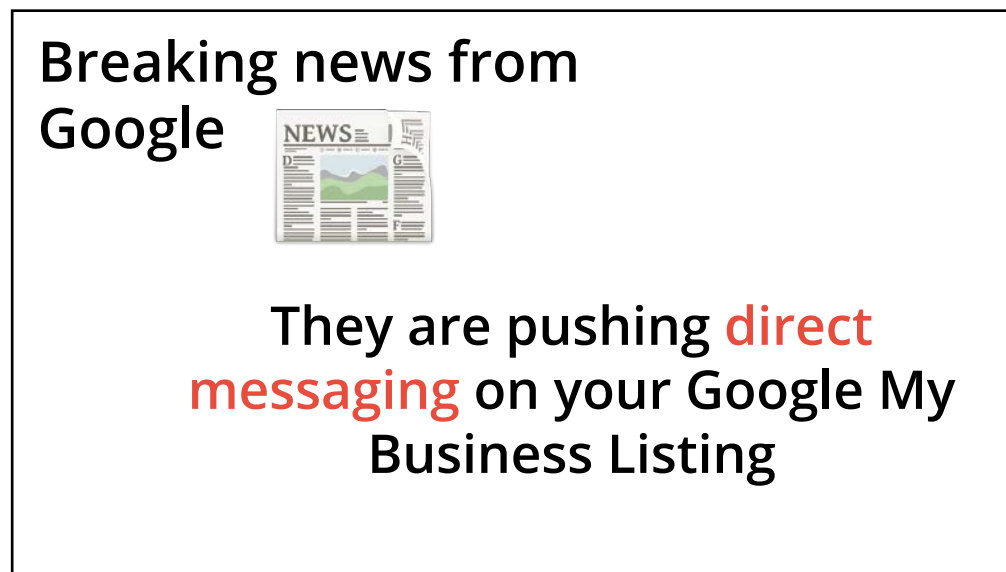 Breaking news from
Google
NEWS
D
G
F
They are pushing direct
messaging on your Google My
Business Listing